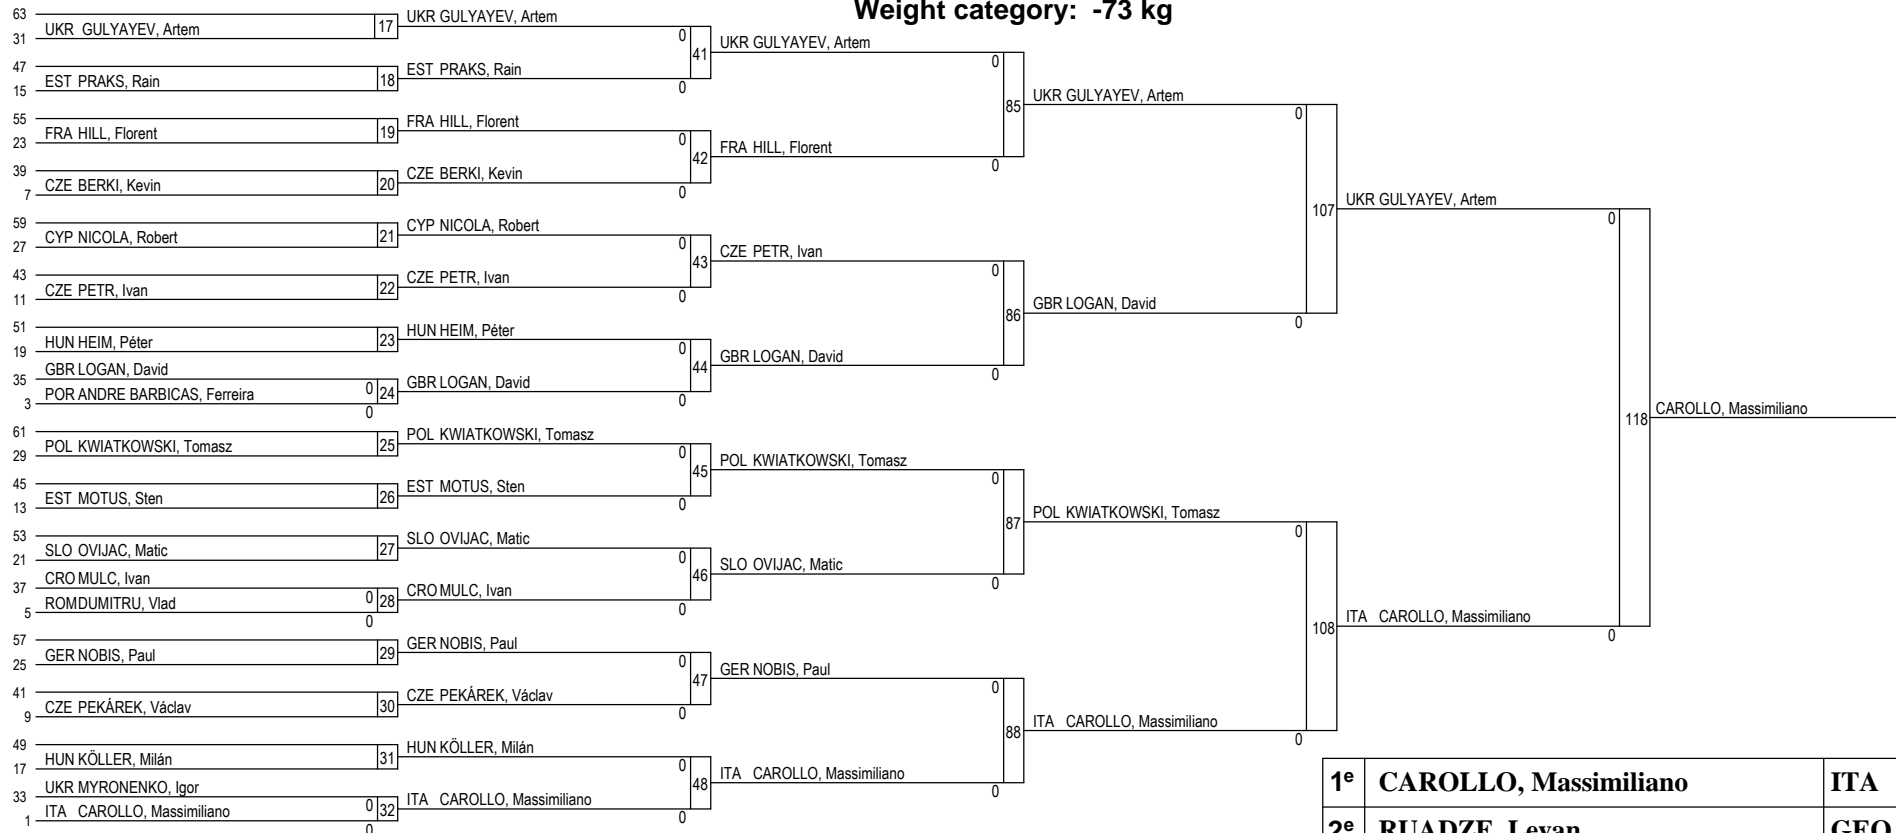 Weight category: -73 kg
63
UKR GULYAYEV, Artem 17
31
47
EST PRAKS, Rain 18
15
55
FRA HILL, Florent 19
23
39
CZE BERKI, Kevin 20
7
59
CYP NICOLA, Robert 21
27
43
CZE PETR, Ivan 22
11
51
HUN HEIM, Péter 23
19
GBR LOGAN, David
35
POR ANDRE BARBICAS, Ferreira 0 24
3
0
61
POL KWIATKOWSKI, Tomasz 25
29
45
EST MOTUS, Sten 26
13
53
SLO OVIJAC, Matic 27
21
CRO MULC, Ivan
37
ROMDUMITRU, Vlad 0 28
5
0
57
GER NOBIS, Paul 29
25
41
CZE PEKÁREK, Václav 30
9
49
HUN KÖLLER, Milán 31
17
UKR MYRONENKO, Igor
33
ITA CAROLLO, Massimiliano 0 32
1
0
UKR GULYAYEV, Artem
0
41
EST PRAKS, Rain
0
FRA HILL, Florent
0
42
CZE BERKI, Kevin
0
CYP NICOLA, Robert
0
43
CZE PETR, Ivan
0
HUN HEIM, Péter
0
44
GBR LOGAN, David
0
POL KWIATKOWSKI, Tomasz
0
45
EST MOTUS, Sten
0
SLO OVIJAC, Matic
0
46
CRO MULC, Ivan
0
GER NOBIS, Paul
0
47
CZE PEKÁREK, Václav
0
HUN KÖLLER, Milán
0
48
ITA CAROLLO, Massimiliano
0
UKR GULYAYEV, Artem
0
85
FRA HILL, Florent
0
CZE PETR, Ivan
0
86
GBR LOGAN, David
0
POL KWIATKOWSKI, Tomasz
0
87
SLO OVIJAC, Matic
0
GER NOBIS, Paul
0
88
ITA CAROLLO, Massimiliano
0
UKR GULYAYEV, Artem
0
107
GBR LOGAN, David
0
POL KWIATKOWSKI, Tomasz
0
108
ITA CAROLLO, Massimiliano
0
UKR GULYAYEV, Artem
0
118
ITA CAROLLO, Massimiliano
0
CAROLLO, Massimiliano
1e CAROLLO, Massimiliano ITA
2e RUADZE, Levan GEO